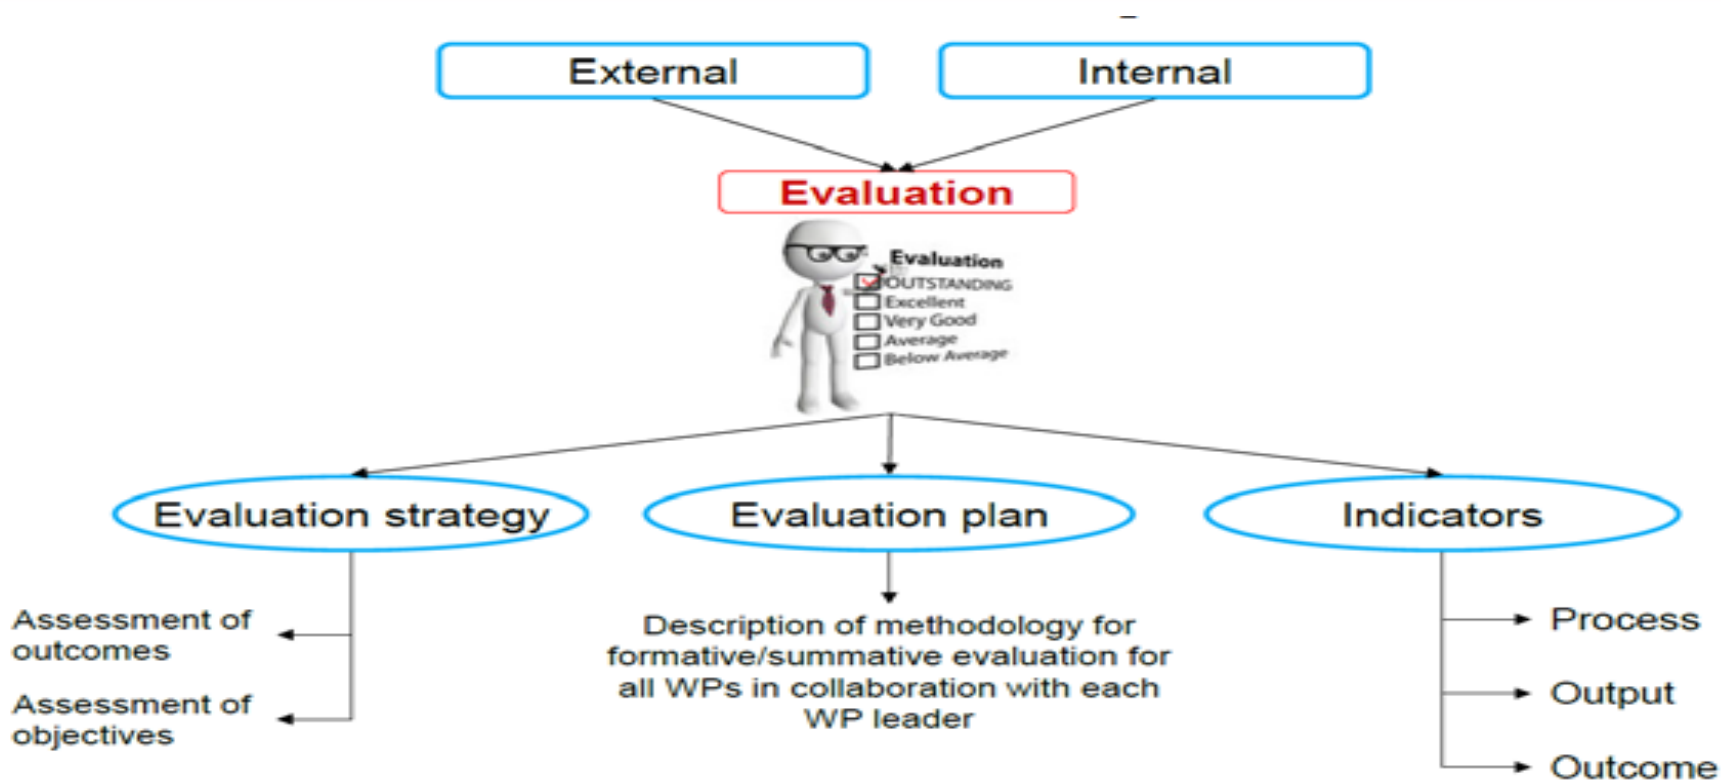 External
Internal
Evaluation
Evaluation
OUTSTANDING
Excellent
Very Good
Average
Below Average
Evaluation strategy
Evaluation plan
Indicators
Assessment of
outcomes
Assessment of
objectives
Description of methodology for
formative/summative evaluation for
all WPs in collaboration with each
WP leader
Process
Output
Outcome